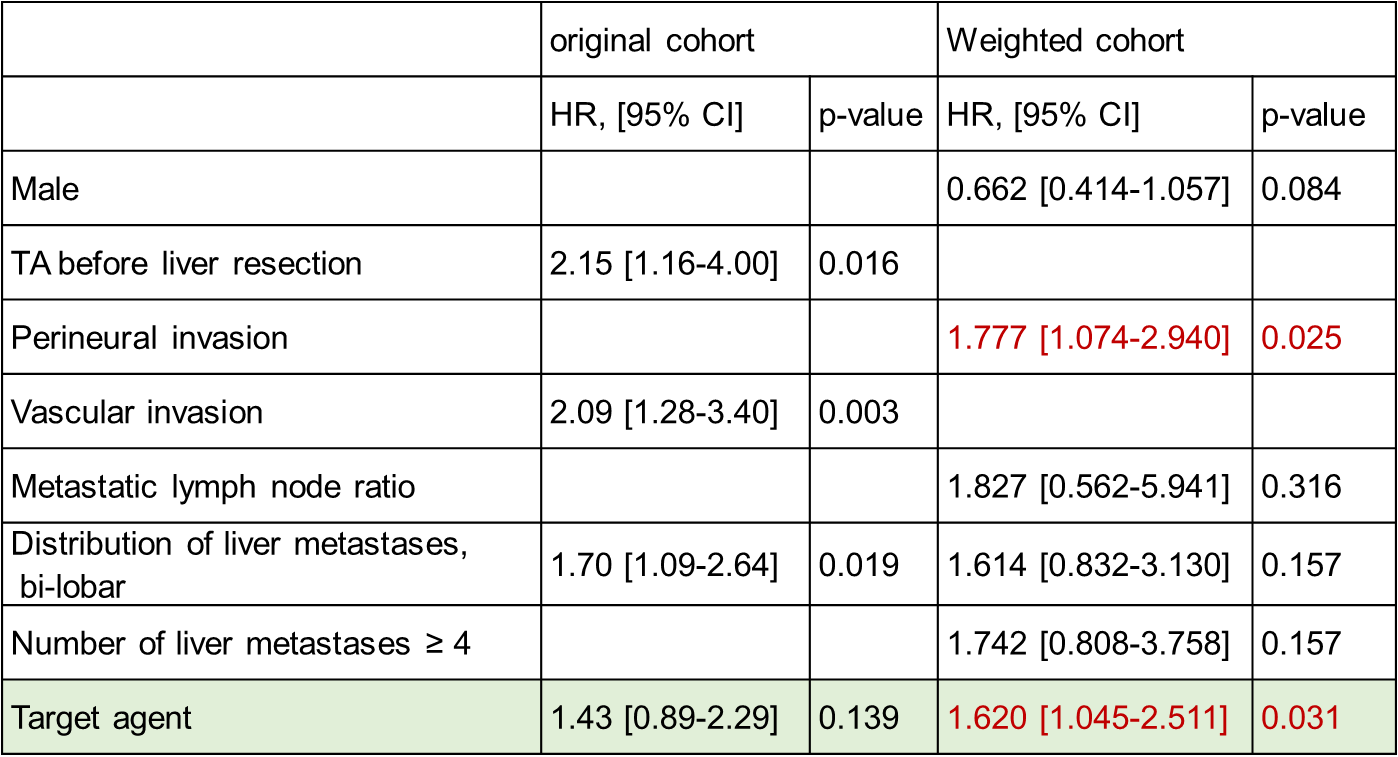 original cohort Weighted cohort
HR, [95% CI] p-value HR, [95% CI] p-value
Male 0.662 [0.414-1.057] 0.084
TA before liver resection 2.15 [1.16-4.00] 0.016
Perineural invasion 1.777 [1.074-2.940] 0.025
Vascular invasion 2.09 [1.28-3.40] 0.003
Metastatic lymph node ratio 1.827 [0.562-5.941] 0.316
Distribution of liver metastases,
bi-lobar 1.70 [1.09-2.64] 0.019 1.614 [0.832-3.130] 0.157
Number of liver metastases ≥ 4 1.742 [0.808-3.758] 0.157
Target agent 1.43 [0.89-2.29] 0.139 1.620 [1.045-2.511] 0.031